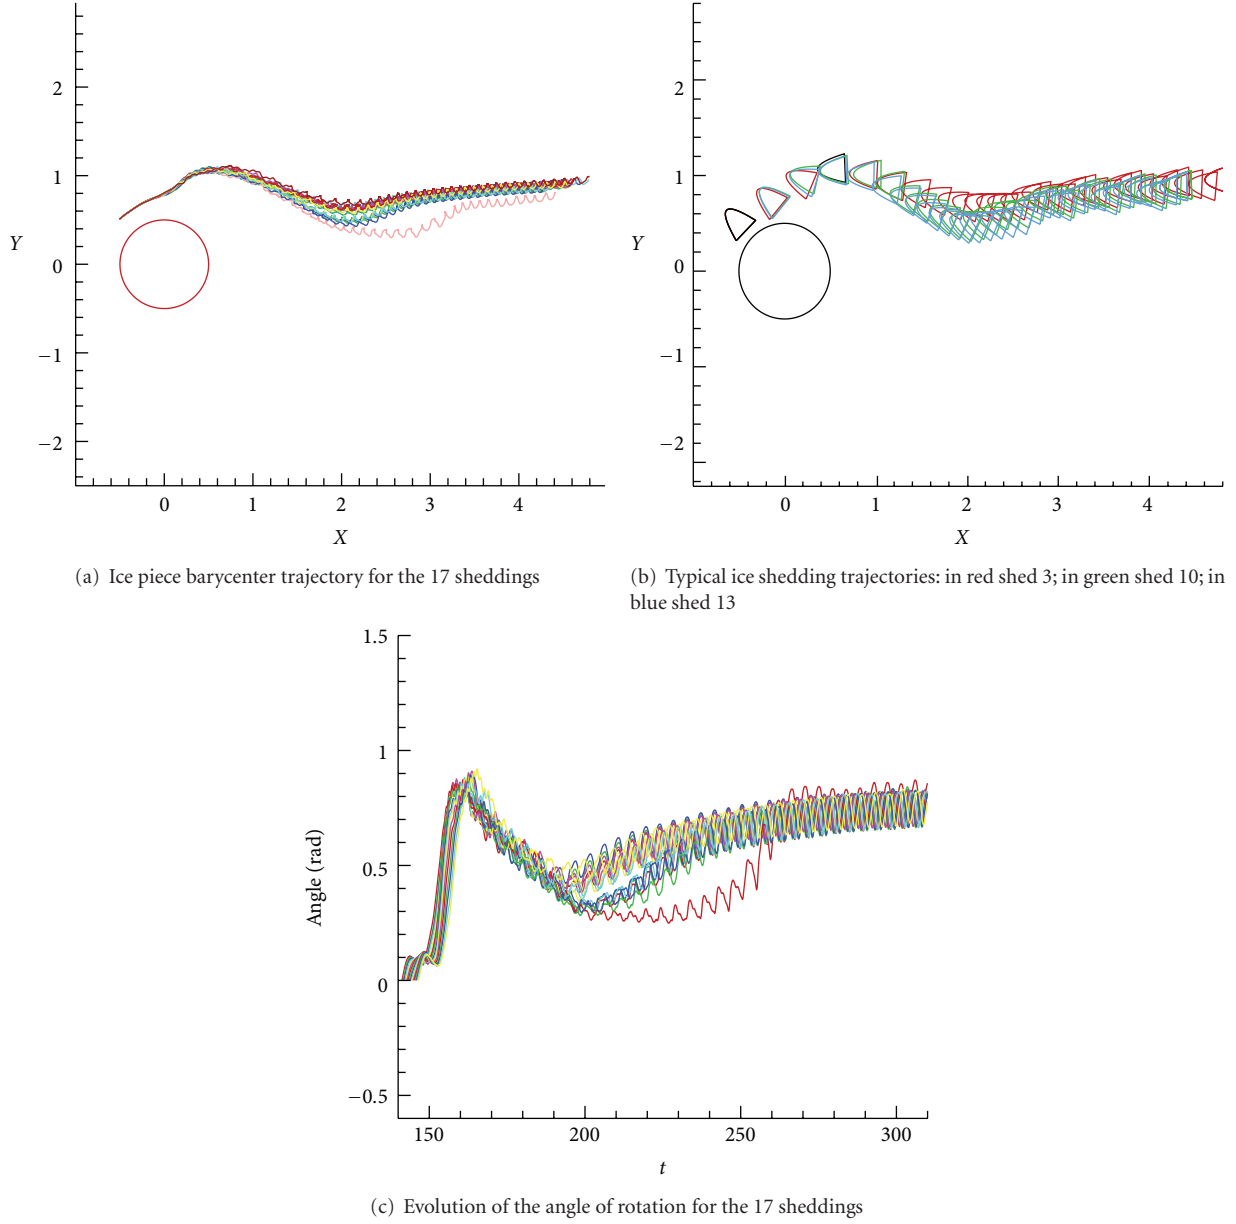 2
1
0
−1
−2
Y
0
1
2
3
4
X
(a) Ice piece barycenter trajectory for the 17 sheddings
2
1
0
−1
−2
Y
0
1
2
3
4
X
(b) Typical ice shedding trajectories: in red shed 3; in green shed 10; in
blue shed 13
1.5
1
0.5
0
−0.5
Angle (rad)
150
200
250
300
t
(c) Evolution of the angle of rotation for the 17 sheddings